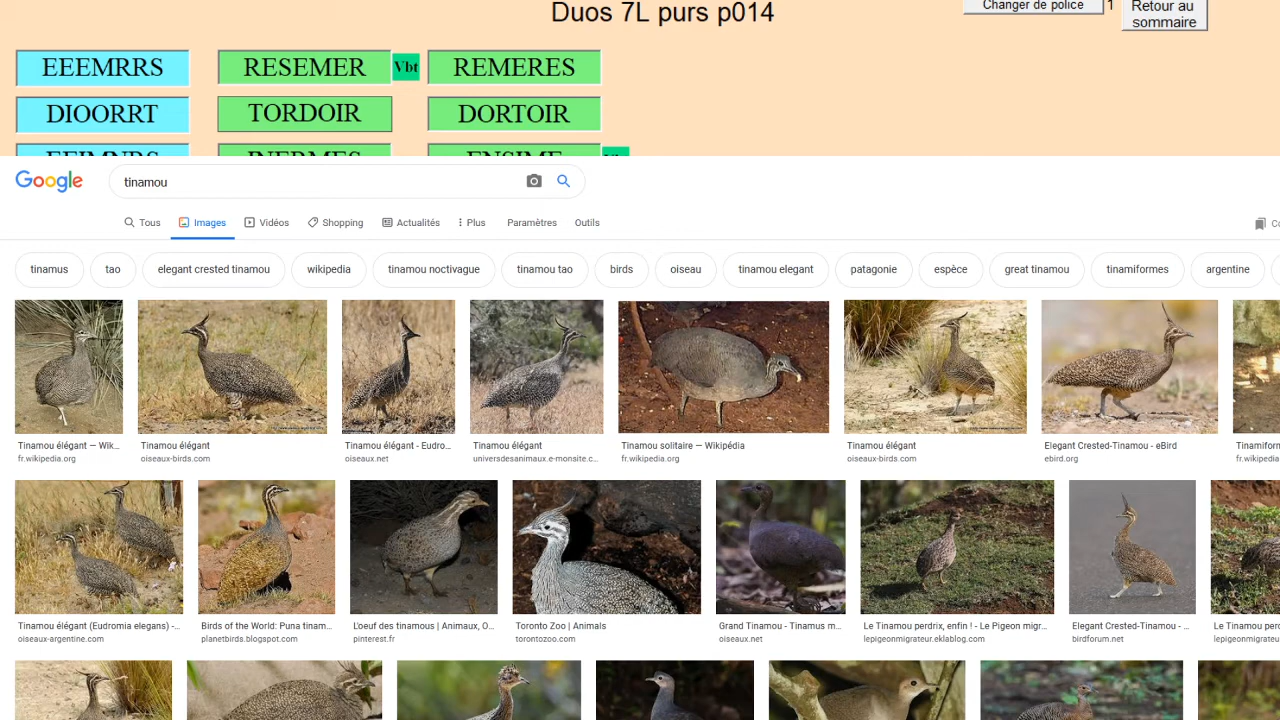 Duos 7L purs p014
Changer de police
1
Retour au
sommaire
EEEMRRS RESEMER Vbt REMERES
DIOORRT TORDOIR DORTOIR
Google
tinamou
Tous Images Vidéos Shopping Actualités Plus Paramètres Outils
tinamus tao elegant crested tinamou wikipedia tinamou noctivague tinamou tao birds oiseau tinamou elegant patagonie espèce great tinamou tinamiformes argentine
Tinamou élégant — Wik... Tinamou élégant Tinamou élégant - Eudro... Tinamou élégant Tinamou solitaire — Wikipédia Tinamou élégant Elegant Crested-Tinamou - eBird Tinamiform
fr.wikipedia.org oiseaux-birds.com oiseaux.net universdesanimaux.e-monsite.c... fr.wikipedia.org oiseaux-birds.com ebird.org fr.wikipedia
Tinamou élégant (Eudromia elegans) -... Birds of the World: Puna tinam... L'oeuf des tinamous | Animaux, O... Toronto Zoo | Animals Grand Tinamou - Tinamus m... Le Tinamou perdrix, enfin ! - Le Pigeon migr... Elegant Crested-Tinamou - ... Le Tinamou perd
oiseaux-argentine.com planetbirds.blogspot.com pinterest.fr torontozoo.com oiseaux.net lepigeonmigrateur.eklablog.com birdforum.net lepigeonmigrate